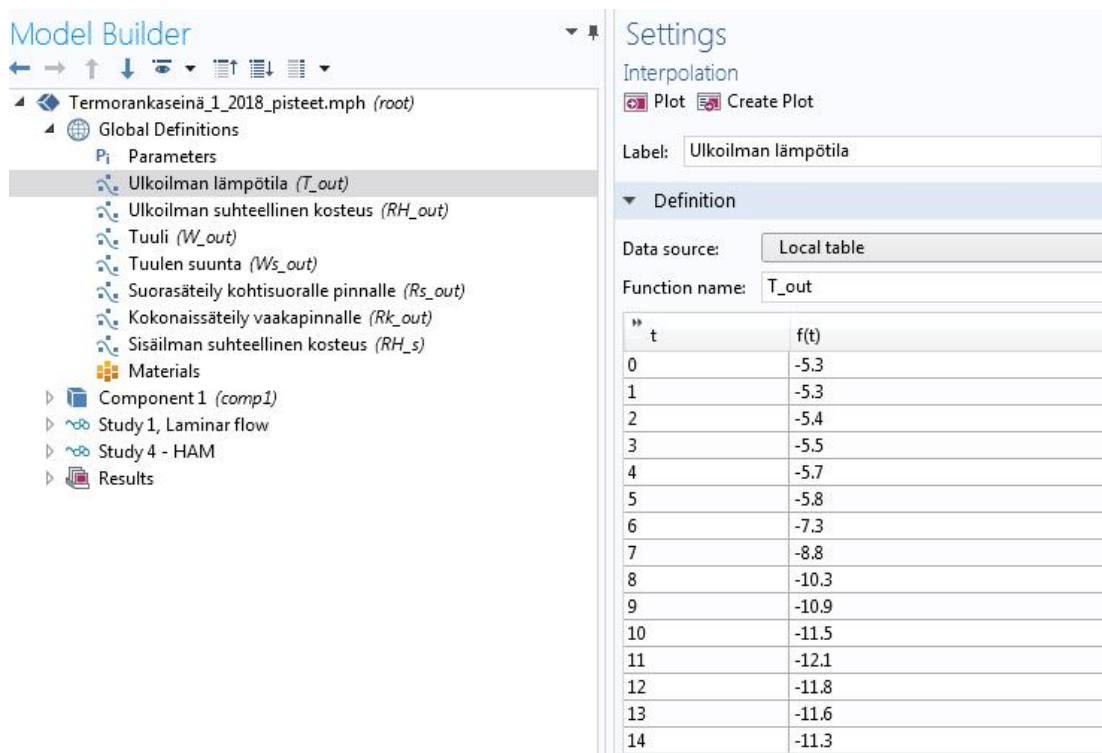 Model Builder
Termorankaseinä_1_2018_pisteet.mph (root)
Global Definitions
Pi Parameters
Ulkoilman lämpötila (T_out)
Ulkoilman suhteellinen kosteus (RH_out)
Tuuli (W_out)
Tuulen suunta (Ws_out)
Suorasäteily kohtisuoralle pinnalle (Rs_out)
Kokonaissäteily vaakapinnalle (Rk_out)
Sisäilman suhteellinen kosteus (RH_s)
Materials
Component 1 (comp1)
Study 1, Laminar flow
Study 4 - HAM
Results
Settings
Interpolation
Plot Create Plot
Label: Ulkoilman lämpötila
Definition
Data source: Local table
Function name: T_out
t f(t)
0 -5.3
1 -5.3
2 -5.4
3 -5.5
4 -5.7
5 -5.8
6 -7.3
7 -8.8
8 -10.3
9 -10.9
10 -11.5
11 -12.1
12 -11.8
13 -11.6
14 -11.3